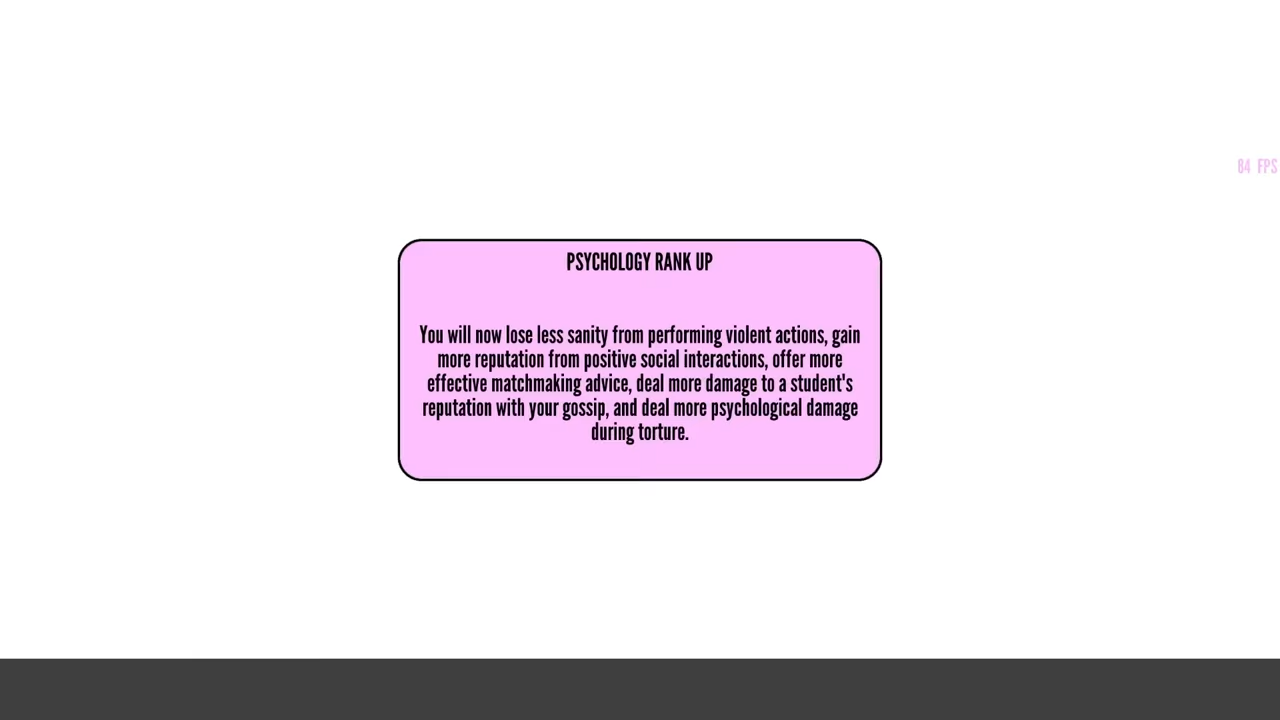 84 FPS
PSYCHOLOGY RANK UP
You will now lose less sanity from performing violent actions, gain
more reputation from positive social interactions, offer more
effective matchmaking advice, deal more damage to a student's
reputation with your gossip, and deal more psychological damage
during torture.